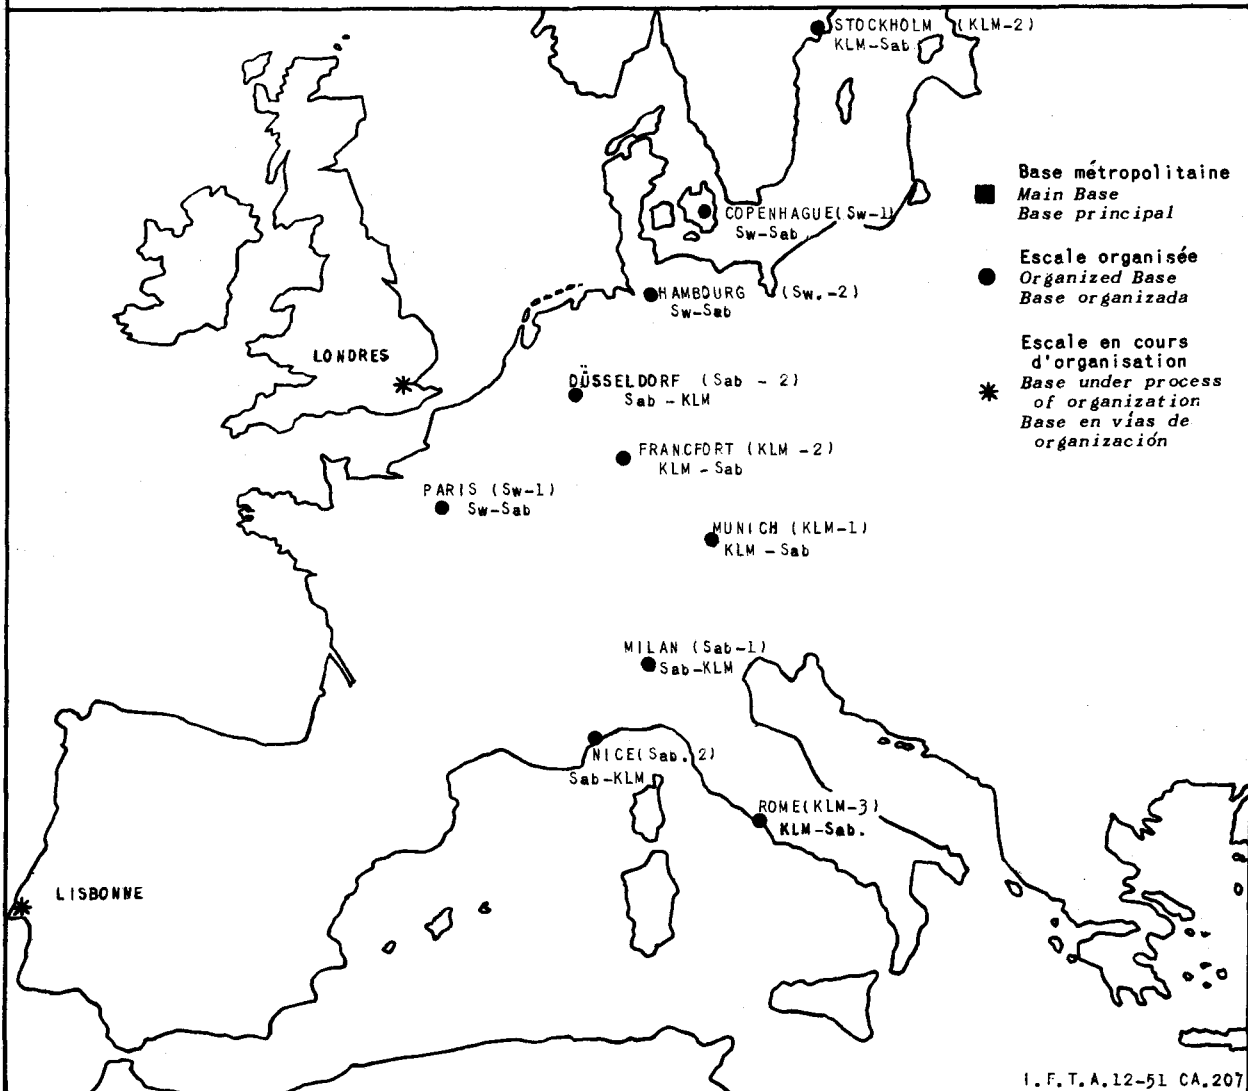 STOCKHOLM (KLM-2)
KLM-Sab
Base métropolitaine
Main Base
Base principal
COPENHAGUE(Sw-1)
Sw-Sab
Escale organisée
Organized Base
Base organizada
HAMBOURG (Sw.-2)
Sw-Sab
Escale en cours
d'organisation
Base under process
of organization
Base en vías de
organización
LONDRES
DÜSSELDORF (Sab - 2)
Sab - KLM
FRANCFORT (KLM -2)
KLM - Sab
PARIS (Sw-1)
Sw-Sab
MUNICH (KLM-1)
KLM - Sab
MILAN (Sab-1)
Sab-KLM
NICE(Sab. 2)
Sab-KLM
ROME(KLM-3)
KLM-Sab.
LISBONNE
I.F.T.A.12-51 CA.207